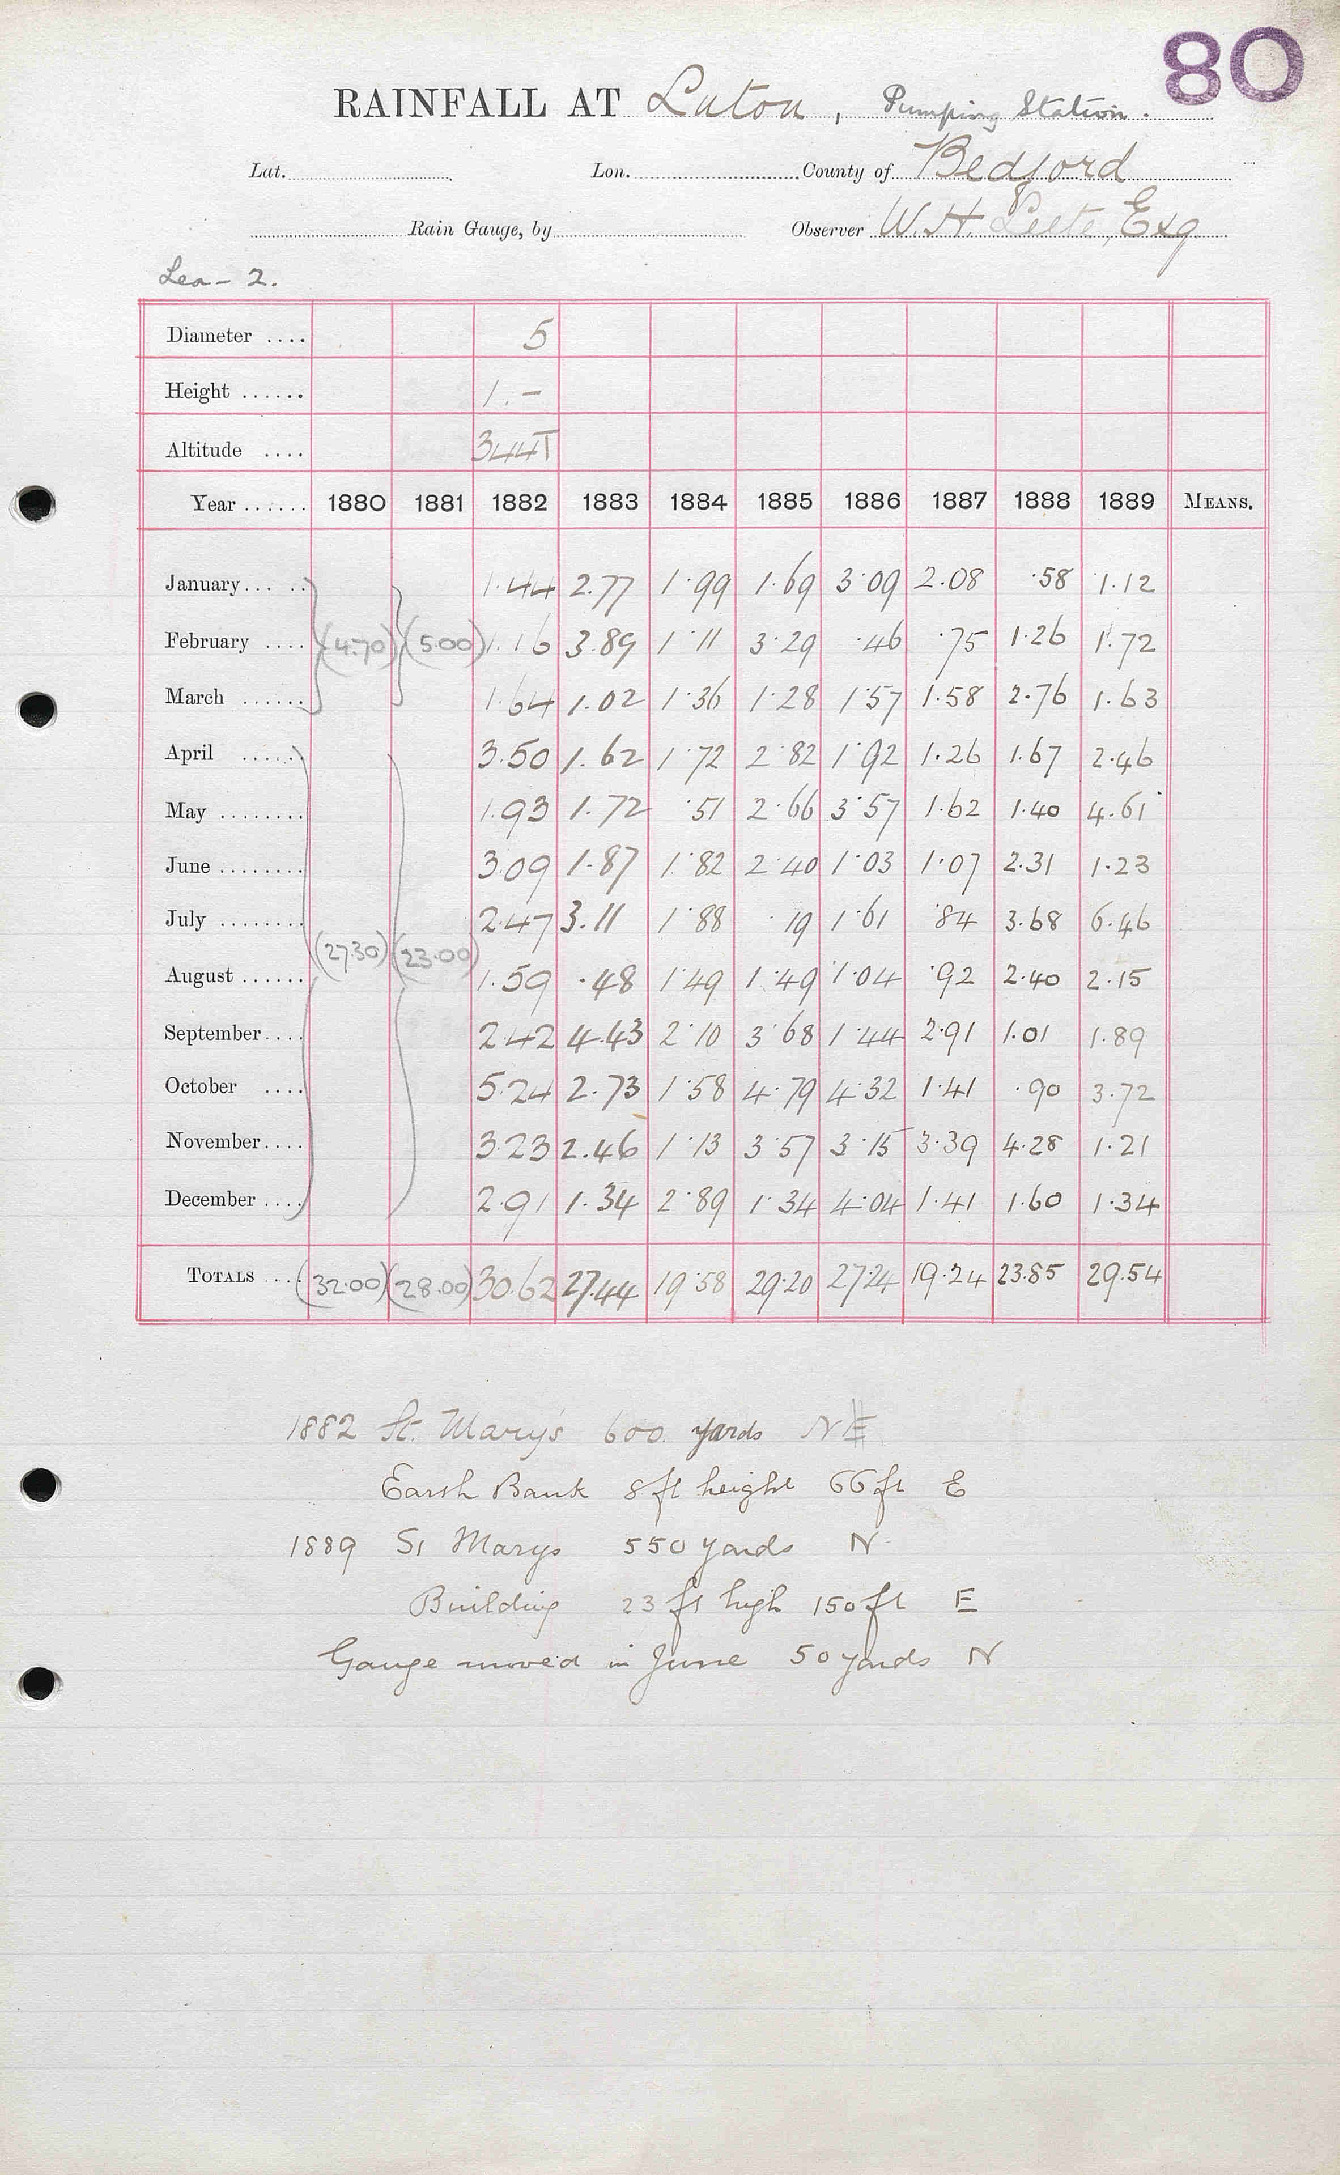 80
RAINFALL AT Luton, Pumping Station.
Lat. Lon. County of Bedford
Rain Gauge, by Observer W. H. Leete, Esq
Lea - 2.
Diameter .... 5
Height ...... 1. -
Altitude .... 344T
Year ...... 1880 1881 1882 1883 1884 1885 1886 1887 1888 1889 MEANS.
January ... .. 1.44 2.77 1.99 1.69 3.09 2.08 .58 1.12
February .... (4.70) (5.00) 1.16 3.89 1.11 3.29 .46 .75 1.26 1.72
March ...... 1.64 1.02 1.36 1.28 1.57 1.58 2.76 1.63
April ...... 3.50 1.62 1.72 2.82 1.92 1.26 1.67 2.46
May ........ 1.93 1.72 .51 2.66 3.57 1.62 1.40 4.61
June ........ 3.09 1.87 1.82 2.40 1.03 1.07 2.31 1.23
July ........ 2.47 3.11 1.88 .19 1.61 .84 3.68 6.46
(27.30) (23.00)
August ...... 1.59 .48 1.49 1.49 1.04 .92 2.40 2.15
September .... 2.42 4.43 2.10 3.68 1.44 2.91 1.01 1.89
October .... 5.24 2.73 1.58 4.79 4.32 1.41 .90 3.72
November .... 3.23 2.46 1.13 3.57 3.15 3.39 4.28 1.21
December .... 2.91 1.34 2.89 1.34 4.04 1.41 1.60 1.34
TOTALS ... (32.00) (28.00) 30.62 27.44 19.58 29.20 27.24 19.24 23.85 29.54
1882 St. Mary's 600 yards NE
Earth Bank 8ft height 66ft E
1889 St Marys 550 yards N.
Building 23 ft high 150 ft E
Gauge moved in June 50 yards N